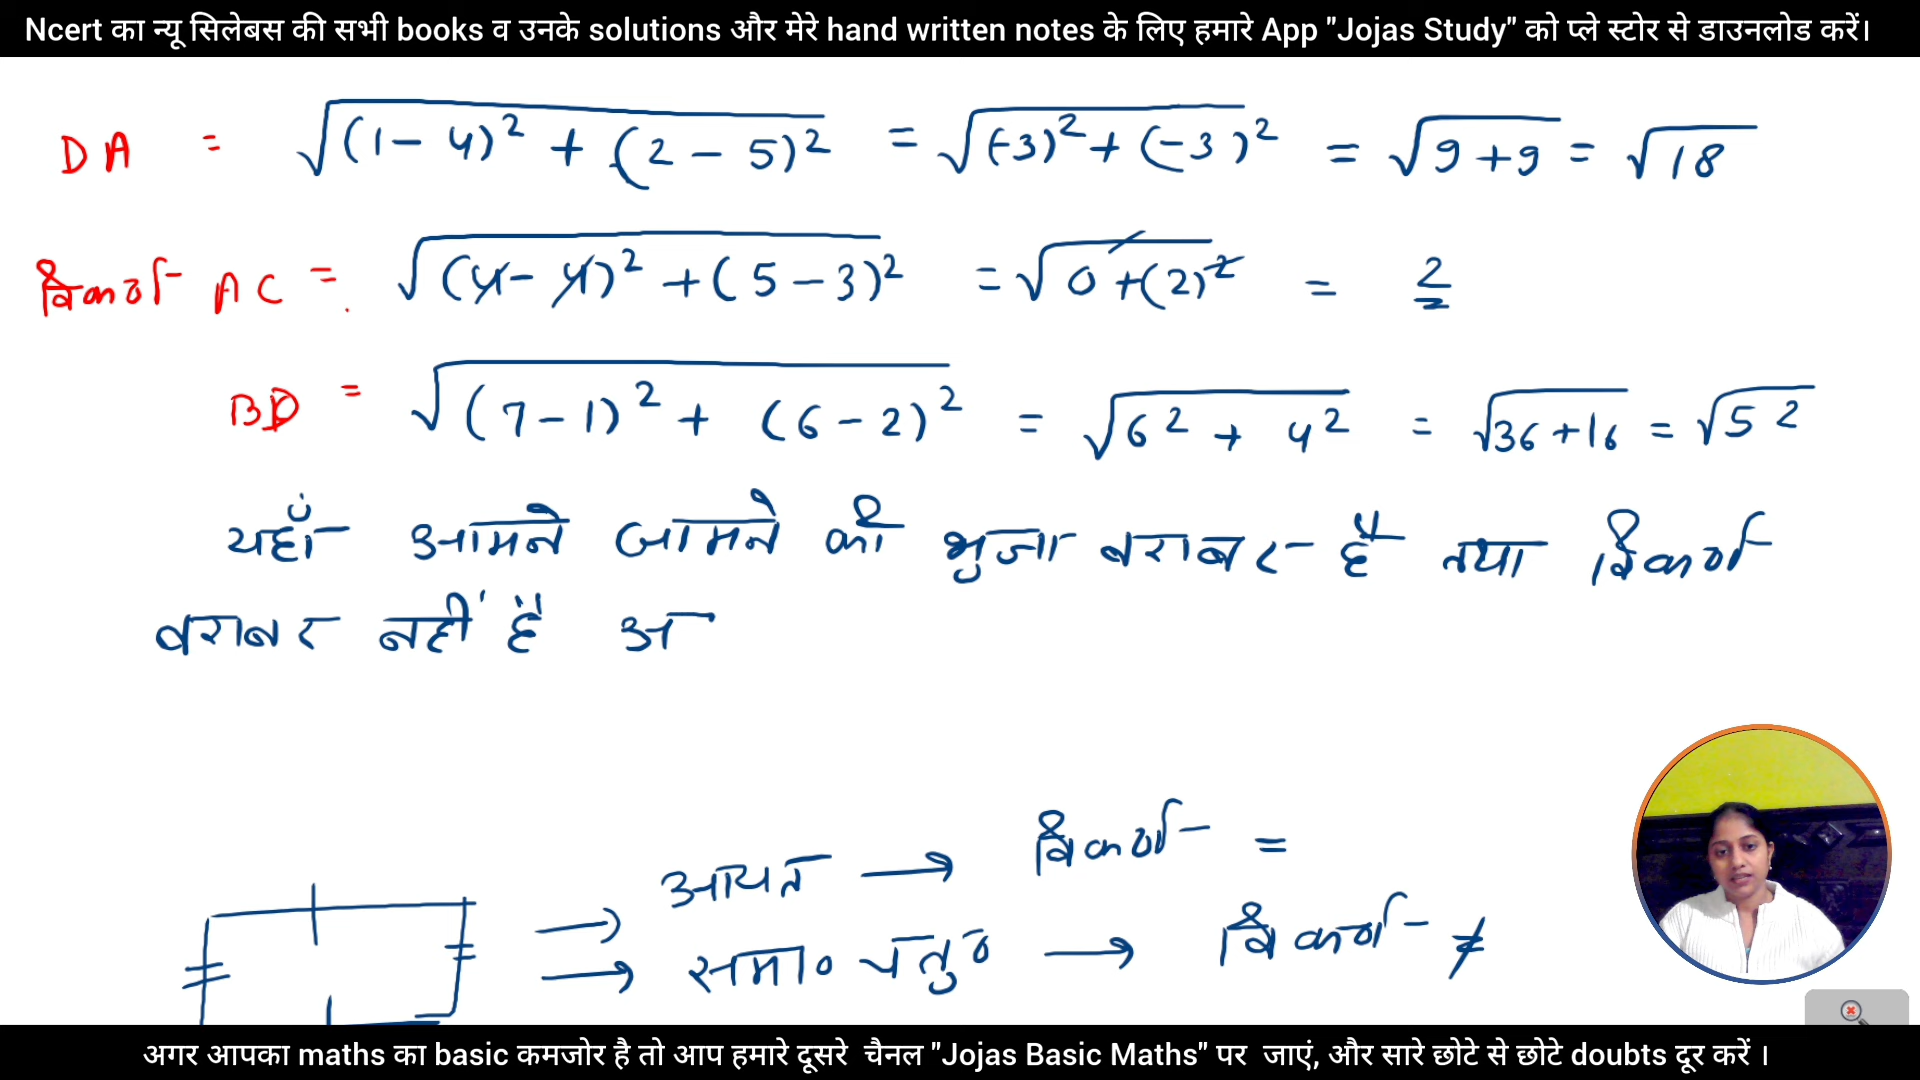 Ncert का न्यू सिलेबस की सभी books व उनके solutions और मेरे hand written notes के लिए हमारे App "Jojas Study" को प्ले स्टोर से डाउनलोड करें।
DA = √(1-4)² + (2-5)² = √(-3)² + (-3)² = √9+9 = √18
विकर्ण AC = √(4-4)² + (5-3)² = √0+(2)² = 2
BD = √(7-1)² + (6-2)² = √6² + 4² = √36+16 = √52
यहाँ आमने सामने की भुजा बराबर हैं तथा विकर्ण
बराबर नहीं हैं अ
→ आयत → विकर्ण =
→ समा० चतु० → विकर्ण ≠
अगर आपका maths का basic कमजोर है तो आप हमारे दूसरे चैनल "Jojas Basic Maths" पर जाएं, और सारे छोटे से छोटे doubts दूर करें ।